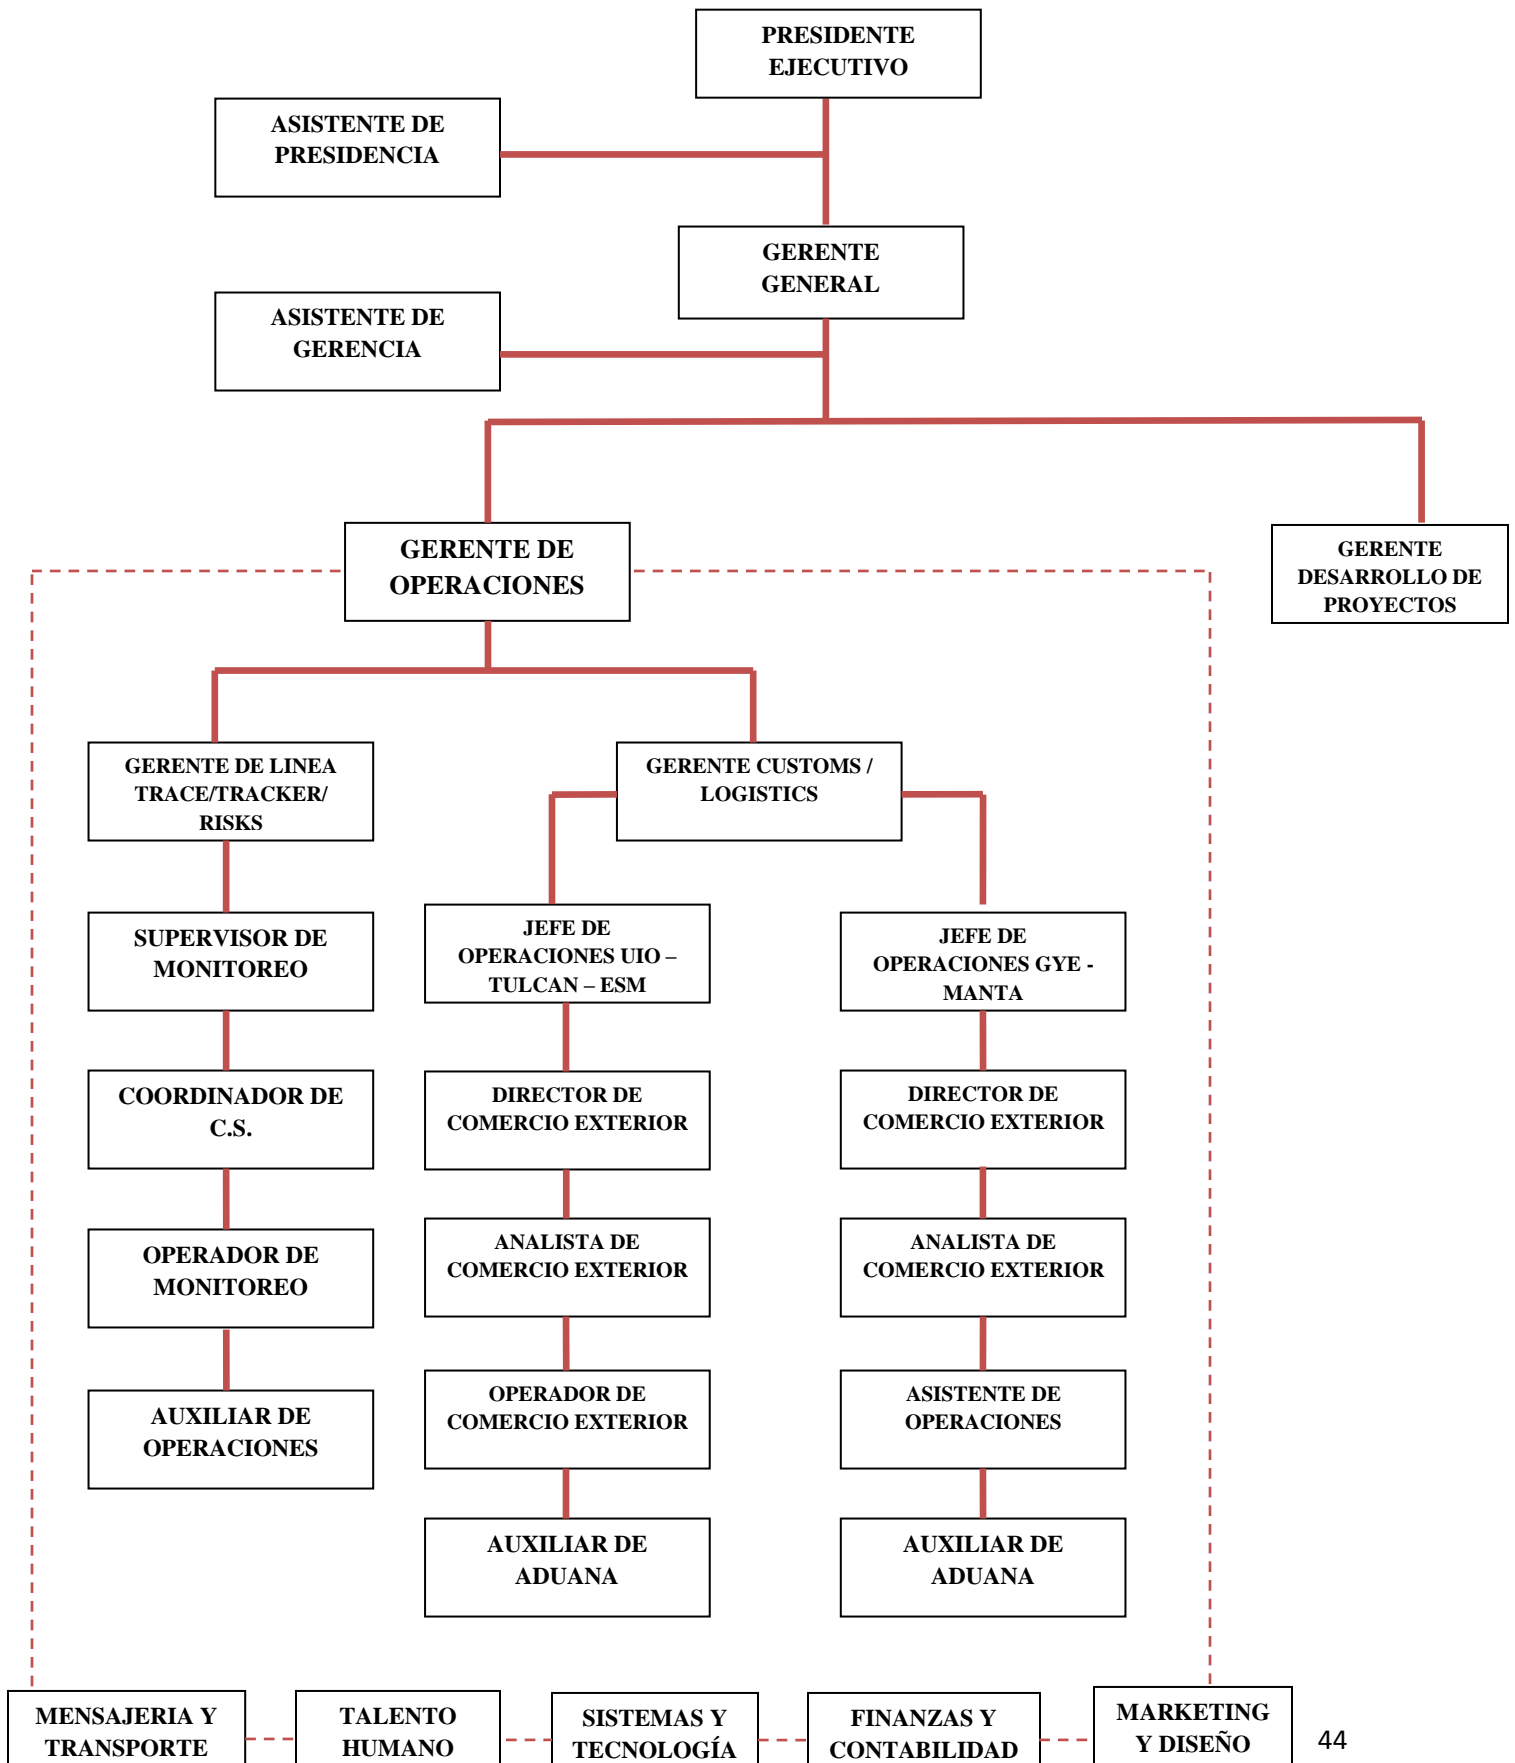 PRESIDENTE
EJECUTIVO
ASISTENTE DE
PRESIDENCIA
GERENTE
GENERAL
ASISTENTE DE
GERENCIA
GERENTE DE
OPERACIONES
GERENTE
DESARROLLO DE
PROYECTOS
GERENTE DE LINEA
TRACE/TRACKER/
RISKS
GERENTE CUSTOMS /
LOGISTICS
SUPERVISOR DE
MONITOREO
JEFE DE
OPERACIONES UIO –
TULCAN – ESM
JEFE DE
OPERACIONES GYE -
MANTA
COORDINADOR DE
C.S.
DIRECTOR DE
COMERCIO EXTERIOR
DIRECTOR DE
COMERCIO EXTERIOR
OPERADOR DE
MONITOREO
ANALISTA DE
COMERCIO EXTERIOR
ANALISTA DE
COMERCIO EXTERIOR
AUXILIAR DE
OPERACIONES
OPERADOR DE
COMERCIO EXTERIOR
ASISTENTE DE
OPERACIONES
AUXILIAR DE
ADUANA
AUXILIAR DE
ADUANA
MENSAJERIA Y
TRANSPORTE
TALENTO
HUMANO
SISTEMAS Y
TECNOLOGÍA
FINANZAS Y
CONTABILIDAD
MARKETING
Y DISEÑO
44